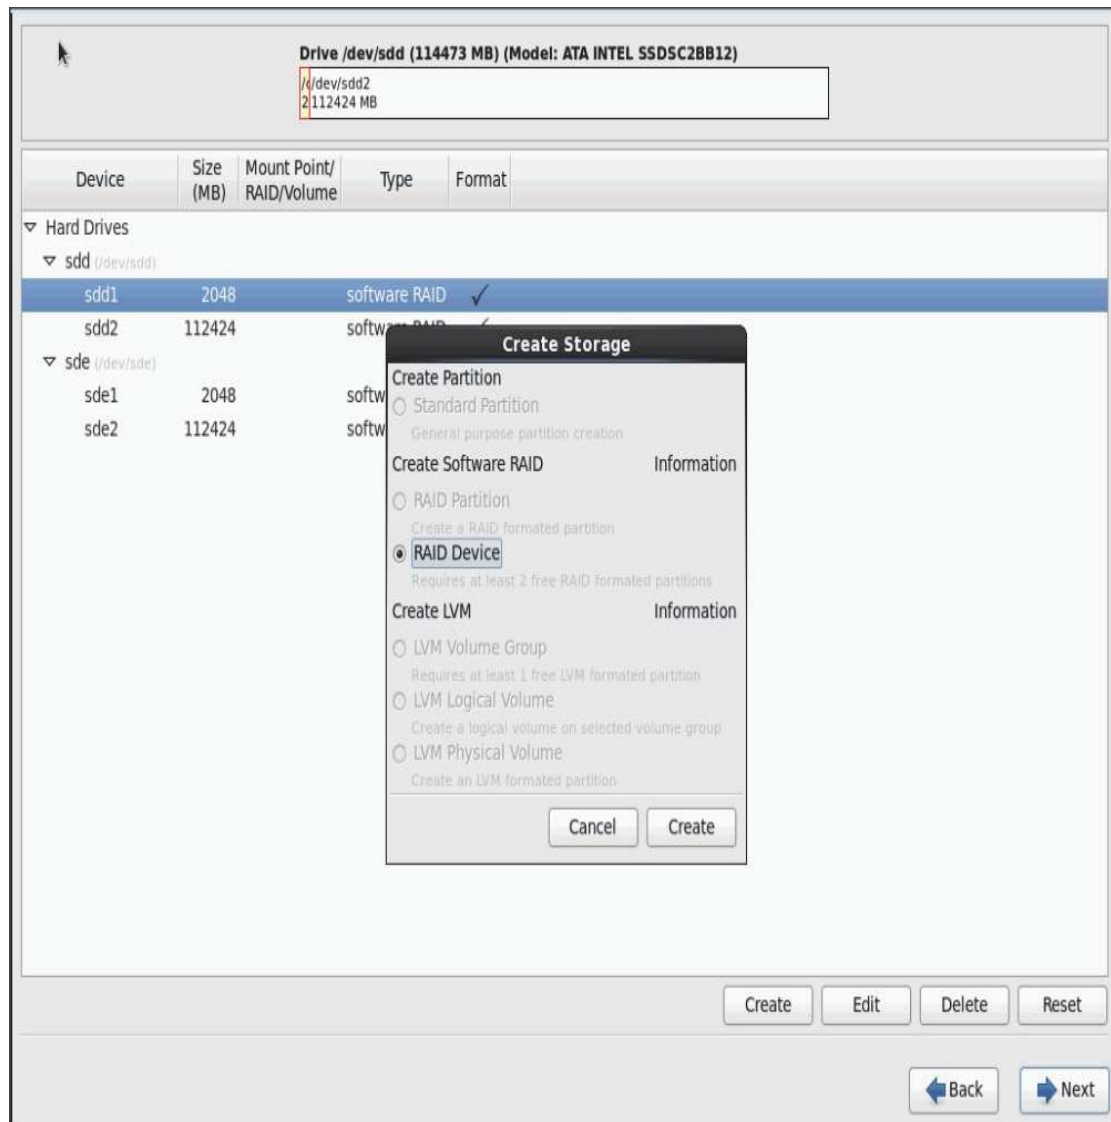 Drive /dev/sdd (114473 MB) (Model: ATA INTEL SSDSC2BB12)
/dev/sdd2
2 112424 MB
Device
Size (MB)
Mount Point/ RAID/Volume
Type
Format
Hard Drives
sdd (/dev/sdd)
sdd1 2048 software RAID ✓
sdd2 112424 softw
sde (/dev/sde)
sde1 2048 softw
sde2 112424 softw
Create Storage
Create Partition
Standard Partition
General purpose partition creation
Create Software RAID Information
RAID Partition
Create a RAID formated partition
RAID Device
Requires at least 2 free RAID formated partitions
Create LVM Information
LVM Volume Group
Requires at least 1 free LVM formated partition
LVM Logical Volume
Create a logical volume on selected volume group
LVM Physical Volume
Create an LVM formated partition
Cancel Create
Create Edit Delete Reset
Back Next